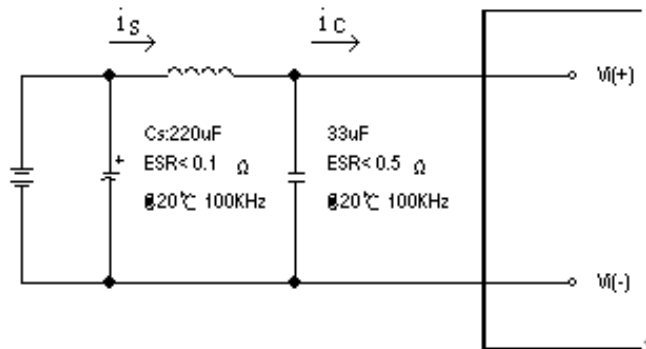 is
ic
Vi(+)
Cs:220uF
ESR< 0.1 Ω
@20℃ 100KHz
33uF
ESR< 0.5 Ω
@20℃ 100KHz
+
Vi(-)